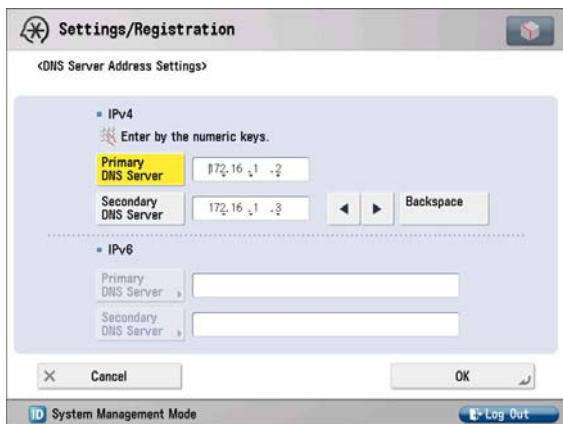 Settings/Registration
<DNS Server Address Settings>
IPv4
Enter by the numeric keys.
Primary
DNS Server
172.16 .1 .2
Secondary
DNS Server
172.16 .1 .3
Backspace
IPv6
Primary
DNS Server
Secondary
DNS Server
Cancel
OK
ID System Management Mode
Log Out